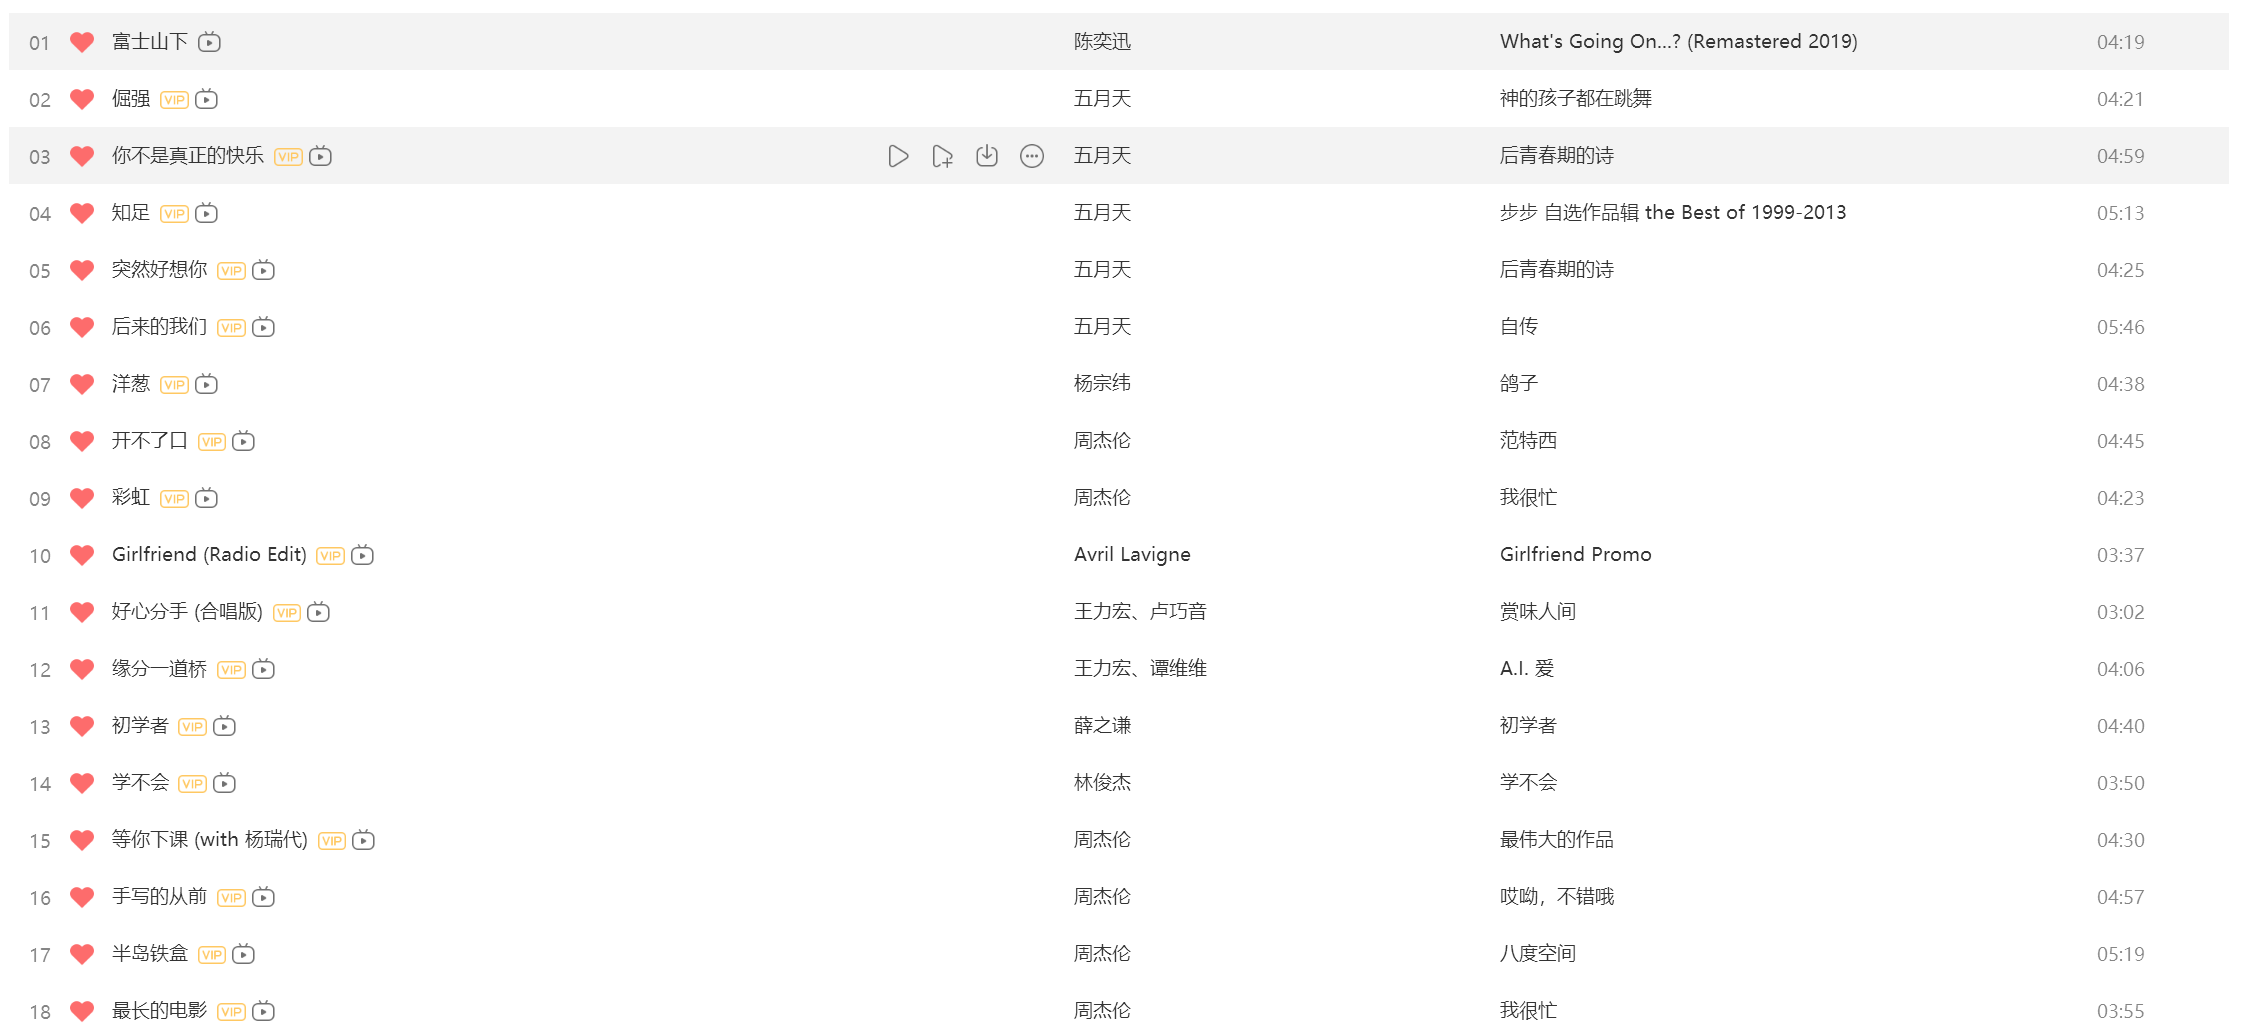 01 富士山下 陈奕迅 What's Going On...? (Remastered 2019) 04:19
02 倔强 VIP 五月天 神的孩子都在跳舞 04:21
03 你不是真正的快乐 VIP 五月天 后青春期的诗 04:59
04 知足 VIP 五月天 步步 自选作品辑 the Best of 1999-2013 05:13
05 突然好想你 VIP 五月天 后青春期的诗 04:25
06 后来的我们 VIP 五月天 自传 05:46
07 洋葱 VIP 杨宗纬 鸽子 04:38
08 开不了口 VIP 周杰伦 范特西 04:45
09 彩虹 VIP 周杰伦 我很忙 04:23
10 Girlfriend (Radio Edit) VIP Avril Lavigne Girlfriend Promo 03:37
11 好心分手 (合唱版) VIP 王力宏、卢巧音 赏味人间 03:02
12 缘分一道桥 VIP 王力宏、谭维维 A.I. 爱 04:06
13 初学者 VIP 薛之谦 初学者 04:40
14 学不会 VIP 林俊杰 学不会 03:50
15 等你下课 (with 杨瑞代) VIP 周杰伦 最伟大的作品 04:30
16 手写的从前 VIP 周杰伦 哎呦，不错哦 04:57
17 半岛铁盒 VIP 周杰伦 八度空间 05:19
18 最长的电影 VIP 周杰伦 我很忙 03:55